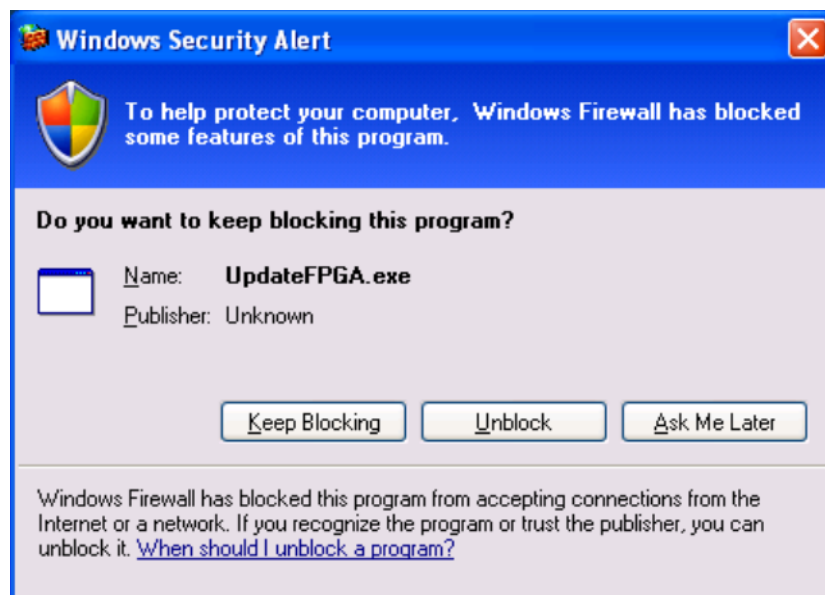 Windows Security Alert
To help protect your computer, Windows Firewall has blocked
some features of this program.
Do you want to keep blocking this program?
Name: UpdateFPGA.exe
Publisher: Unknown
Keep Blocking Unblock Ask Me Later
Windows Firewall has blocked this program from accepting connections from the
Internet or a network. If you recognize the program or trust the publisher, you can
unblock it. When should I unblock a program?